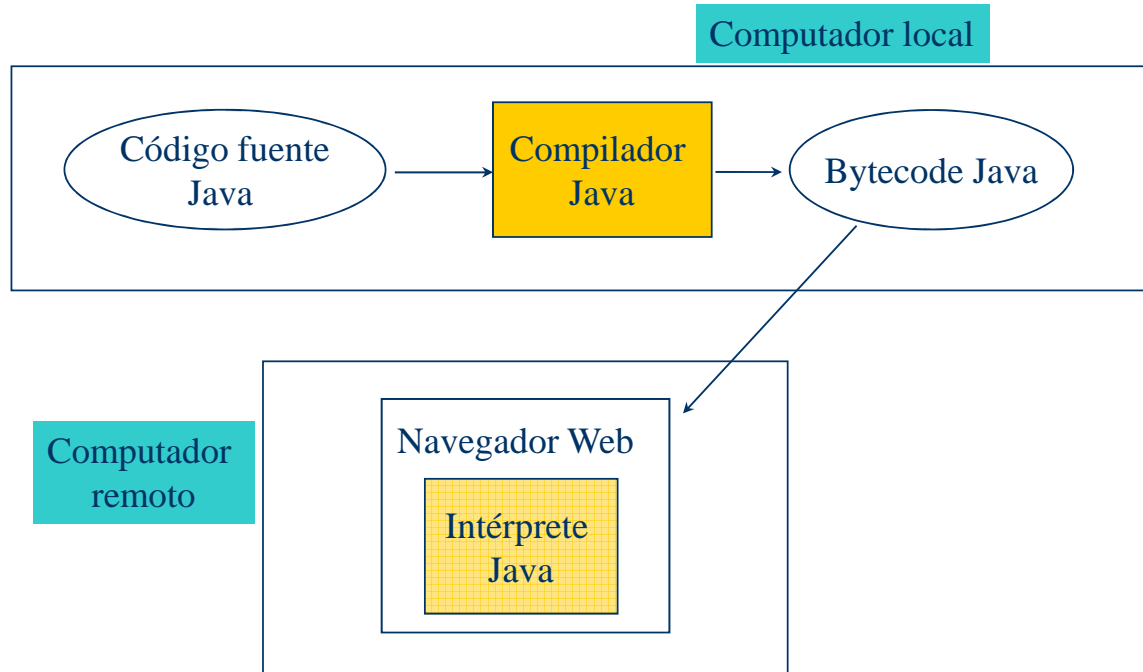 Computador local
Código fuente
Java
Compilador
Java
Bytecode Java
Navegador Web
Computador
remoto
Intérprete
Java